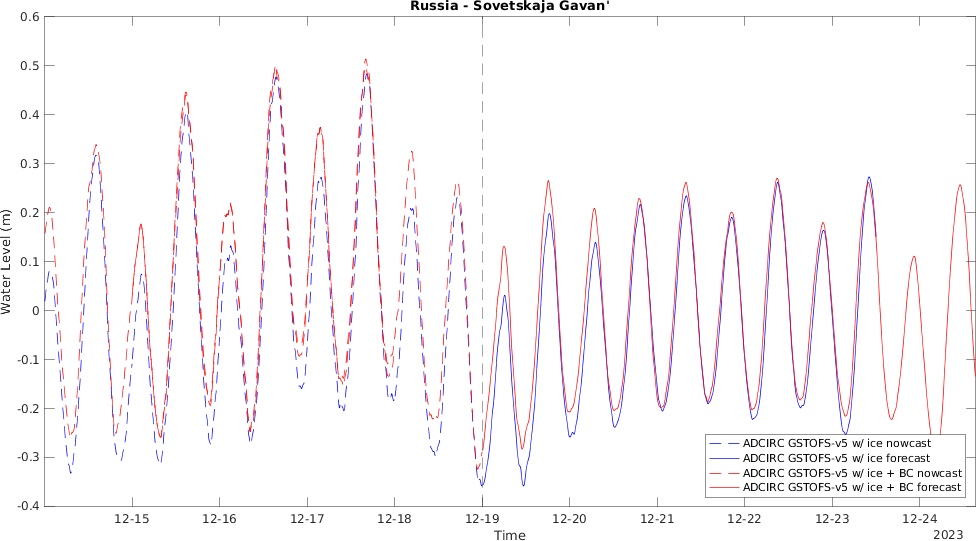 Russia - Sovetskaja Gavan'
0.6
0.5
0.4
0.3
0.2
0.1
0
-0.1
-0.2
-0.3
-0.4
Water Level (m)
ADCIRC GSTOFS-v5 w/ ice nowcast
ADCIRC GSTOFS-v5 w/ ice forecast
ADCIRC GSTOFS-v5 w/ ice + BC nowcast
ADCIRC GSTOFS-v5 w/ ice + BC forecast
12-15 12-16 12-17 12-18 12-19 12-20 12-21 12-22 12-23 12-24
Time
2023